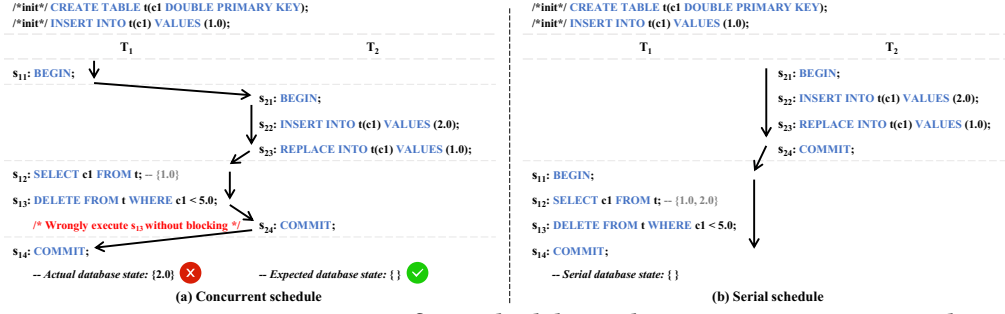 /*init*/ CREATE TABLE t(c1 DOUBLE PRIMARY KEY);
/*init*/ INSERT INTO t(c1) VALUES (1.0);
T1 T2
s11: BEGIN;
s21: BEGIN;
s22: INSERT INTO t(c1) VALUES (2.0);
s23: REPLACE INTO t(c1) VALUES (1.0);
s12: SELECT c1 FROM t; -- {1.0}
s13: DELETE FROM t WHERE c1 < 5.0;
/* Wrongly execute s13 without blocking */ s24: COMMIT;
s14: COMMIT;
-- Actual database state: {2.0} -- Expected database state: { }
(a) Concurrent schedule
/*init*/ CREATE TABLE t(c1 DOUBLE PRIMARY KEY);
/*init*/ INSERT INTO t(c1) VALUES (1.0);
T1 T2
s21: BEGIN;
s22: INSERT INTO t(c1) VALUES (2.0);
s23: REPLACE INTO t(c1) VALUES (1.0);
s24: COMMIT;
s11: BEGIN;
s12: SELECT c1 FROM t; -- {1.0, 2.0}
s13: DELETE FROM t WHERE c1 < 5.0;
s14: COMMIT;
-- Serial database state: { }
(b) Serial schedule